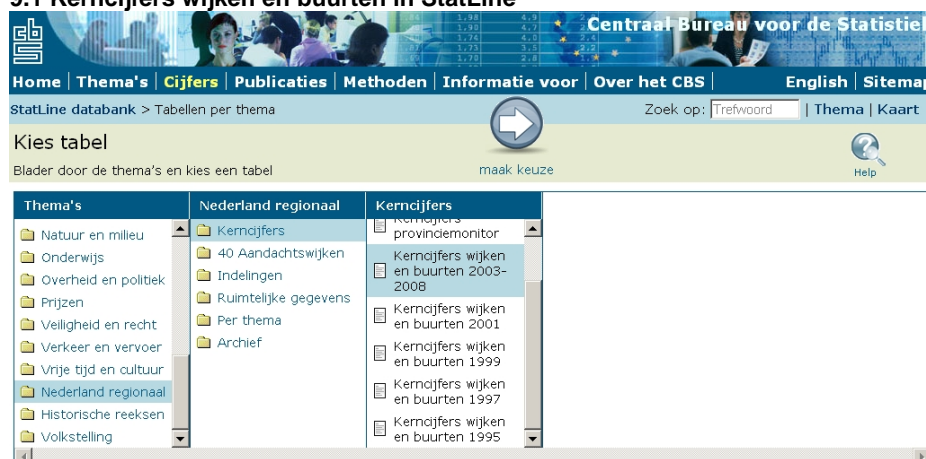 9.1 Kerncijfers wijken en buurten in StatLine
Centraal Bureau voor de Statistiek
Home | Thema's | Cijfers | Publicaties | Methoden | Informatie voor | Over het CBS | English | Sitemap
StatLine databank > Tabellen per thema
Zoek op: Trefwoord | Thema | Kaart
Kies tabel
Blader door de thema's en kies een tabel
maak keuze
Help
Thema's
Natuur en milieu
Onderwijs
Overheid en politiek
Prijzen
Veiligheid en recht
Verkeer en vervoer
Vrije tijd en cultuur
Nederland regionaal
Historische reeksen
Volkstelling
Nederland regionaal
Kerncijfers
40 Aandachtswijken
Indelingen
Ruimtelijke gegevens
Per thema
Archief
Kerncijfers
Kerncijfers
provinciemonitor
Kerncijfers wijken
en buurten 2003-
2008
Kerncijfers wijken
en buurten 2001
Kerncijfers wijken
en buurten 1999
Kerncijfers wijken
en buurten 1997
Kerncijfers wijken
en buurten 1995